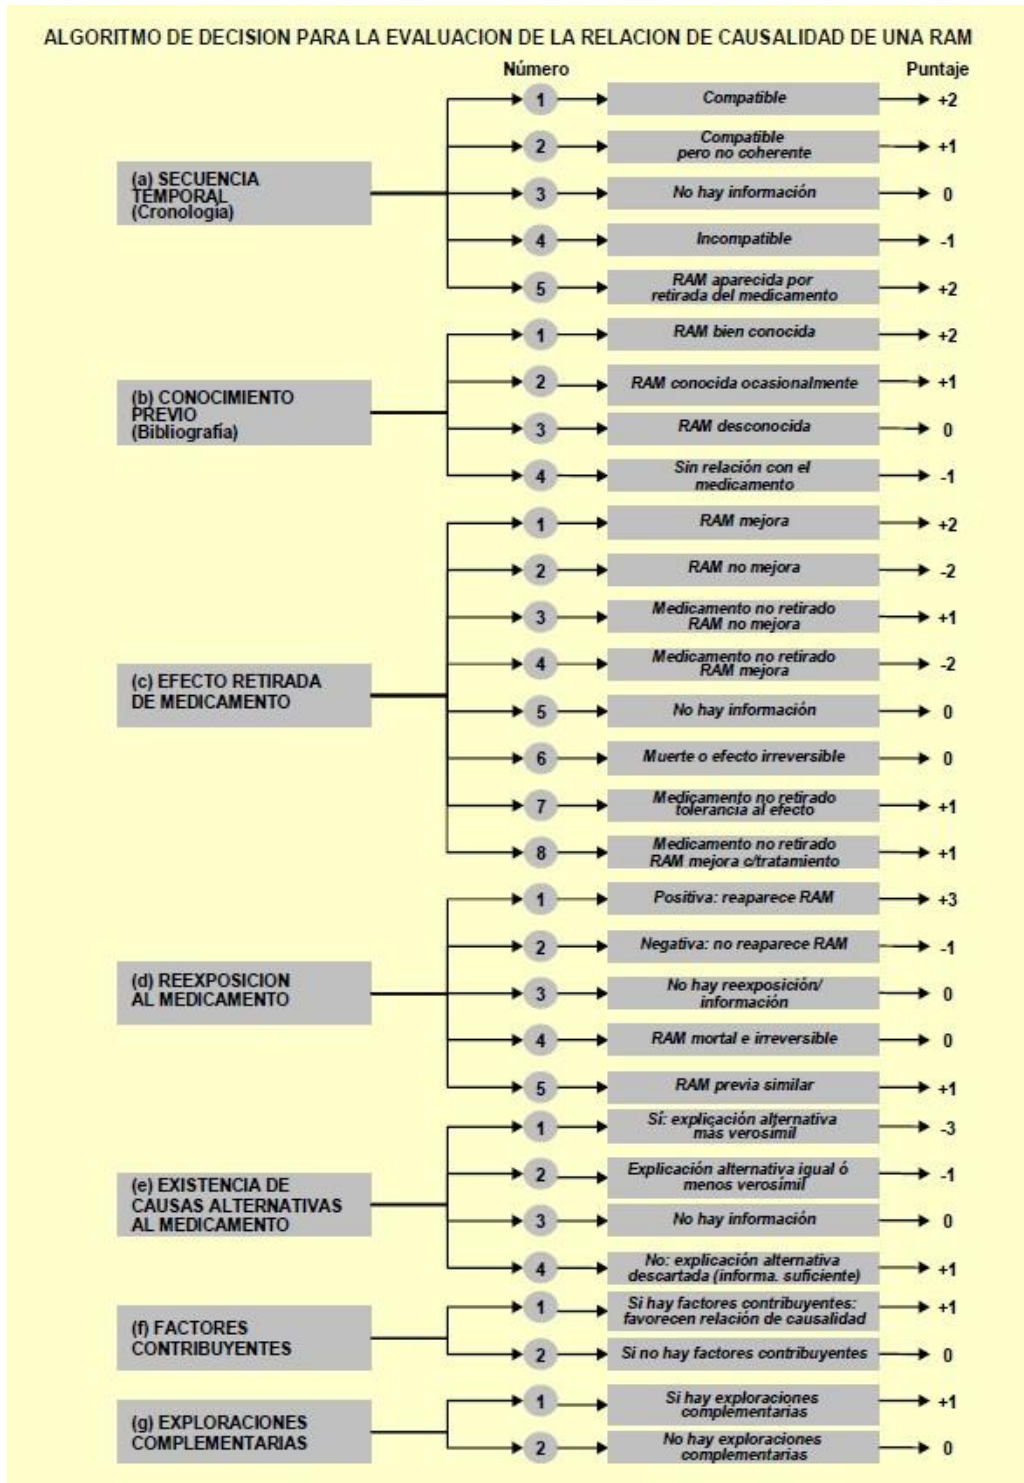 ALGORITMO DE DECISION PARA LA EVALUACION DE LA RELACION DE CAUSALIDAD DE UNA RAM
Número
Puntaje
(a) SECUENCIA
TEMPORAL
(Cronología)
1
Compatible
+2
2
Compatible
pero no coherente
+1
3
No hay información
0
4
Incompatible
-1
5
RAM aparecida por
retirada del medicamento
+2
(b) CONOCIMIENTO
PREVIO
(Bibliografía)
1
RAM bien conocida
+2
2
RAM conocida ocasionalmente
+1
3
RAM desconocida
0
4
Sin relación con el
medicamento
-1
(c) EFECTO RETIRADA
DE MEDICAMENTO
1
RAM mejora
+2
2
RAM no mejora
-2
3
Medicamento no retirado
RAM no mejora
+1
4
Medicamento no retirado
RAM mejora
-2
5
No hay información
0
6
Muerte o efecto irreversible
0
7
Medicamento no retirado
tolerancia al efecto
+1
8
Medicamento no retirado
RAM mejora c/tratamiento
+1
(d) REEXPOSICION
AL MEDICAMENTO
1
Positiva: reaparece RAM
+3
2
Negativa: no reaparece RAM
-1
3
No hay reexposición/
información
0
4
RAM mortal e irreversible
0
5
RAM previa similar
+1
(e) EXISTENCIA DE
CAUSAS ALTERNATIVAS
AL MEDICAMENTO
1
Sí: explicación alternativa
más verosímil
-3
2
Explicación alternativa igual ó
menos verosímil
-1
3
No hay información
0
4
No: explicación alternativa
descartada (informa. suficiente)
+1
(f) FACTORES
CONTRIBUYENTES
1
Si hay factores contribuyentes:
favorecen relación de causalidad
+1
2
Si no hay factores contribuyentes
0
(g) EXPLORACIONES
COMPLEMENTARIAS
1
Si hay exploraciones
complementarias
+1
2
No hay exploraciones
complementarias
0